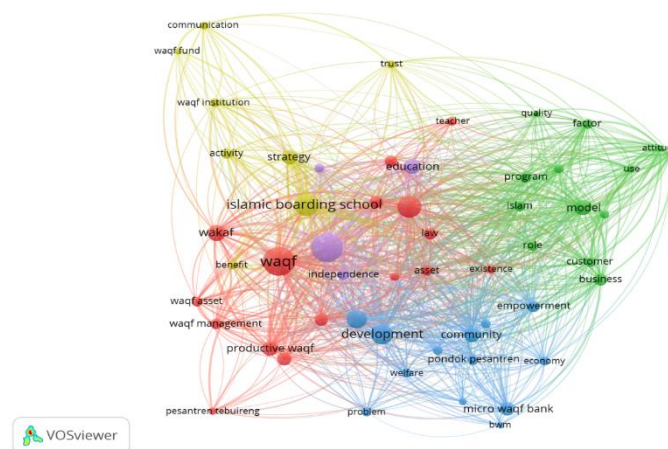 communication
waqf fund
trust
waqf institution
quality
factor
teacher
attitud
activity
strategy
education
program
use
islamic boarding school
islam
model
wakaf
law
role
waqf
benefit
independence
asset
existence
customer
business
waqf asset
empowerment
waqf management
development
community
productive waqf
pondok pesantren
economy
welfare
pesantren tebuireng
problem
micro waqf bank
bwm
VOSviewer